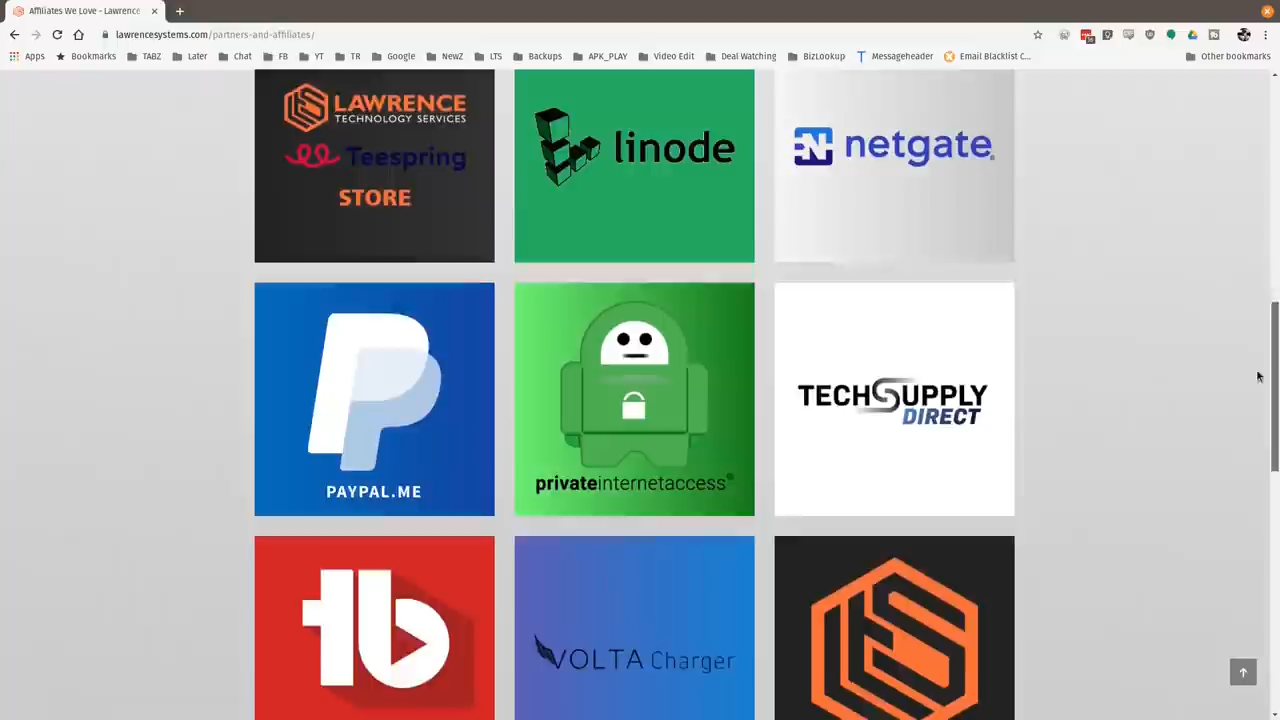 Affiliates We Love - Lawrence
lawrencesystems.com/partners-and-affiliates/
Apps Bookmarks TABZ Later Chat FB YT TR Google NewZ LTS Backups APK_PLAY Video Edit Deal Watching BizLookup Messageheader Email Blacklist C... Other bookmarks
LAWRENCE
TECHNOLOGY SERVICES
Teespring
STORE
linode
netgate
PAYPAL.ME
privateinternetaccess®
TECHSUPPLY
DIRECT
tb
VOLTA Charger